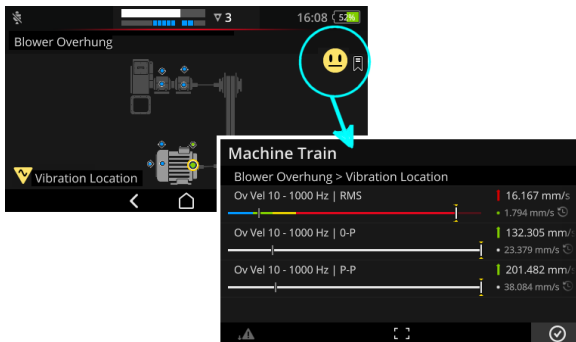 ▽ 3
16:08
52%
Blower Overhung
Vibration Location
Machine Train
Blower Overhung > Vibration Location
Ov Vel 10 - 1000 Hz | RMS
16.167 mm/s
1.794 mm/s
Ov Vel 10 - 1000 Hz | 0-P
132.305 mm/s
23.379 mm/s
Ov Vel 10 - 1000 Hz | P-P
201.482 mm/s
38.084 mm/s